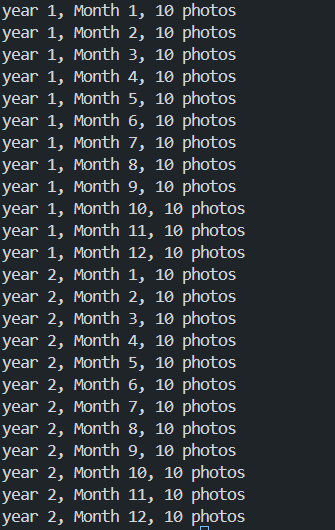 year 1, Month 1, 10 photos
year 1, Month 2, 10 photos
year 1, Month 3, 10 photos
year 1, Month 4, 10 photos
year 1, Month 5, 10 photos
year 1, Month 6, 10 photos
year 1, Month 7, 10 photos
year 1, Month 8, 10 photos
year 1, Month 9, 10 photos
year 1, Month 10, 10 photos
year 1, Month 11, 10 photos
year 1, Month 12, 10 photos
year 2, Month 1, 10 photos
year 2, Month 2, 10 photos
year 2, Month 3, 10 photos
year 2, Month 4, 10 photos
year 2, Month 5, 10 photos
year 2, Month 6, 10 photos
year 2, Month 7, 10 photos
year 2, Month 8, 10 photos
year 2, Month 9, 10 photos
year 2, Month 10, 10 photos
year 2, Month 11, 10 photos
year 2, Month 12, 10 photos